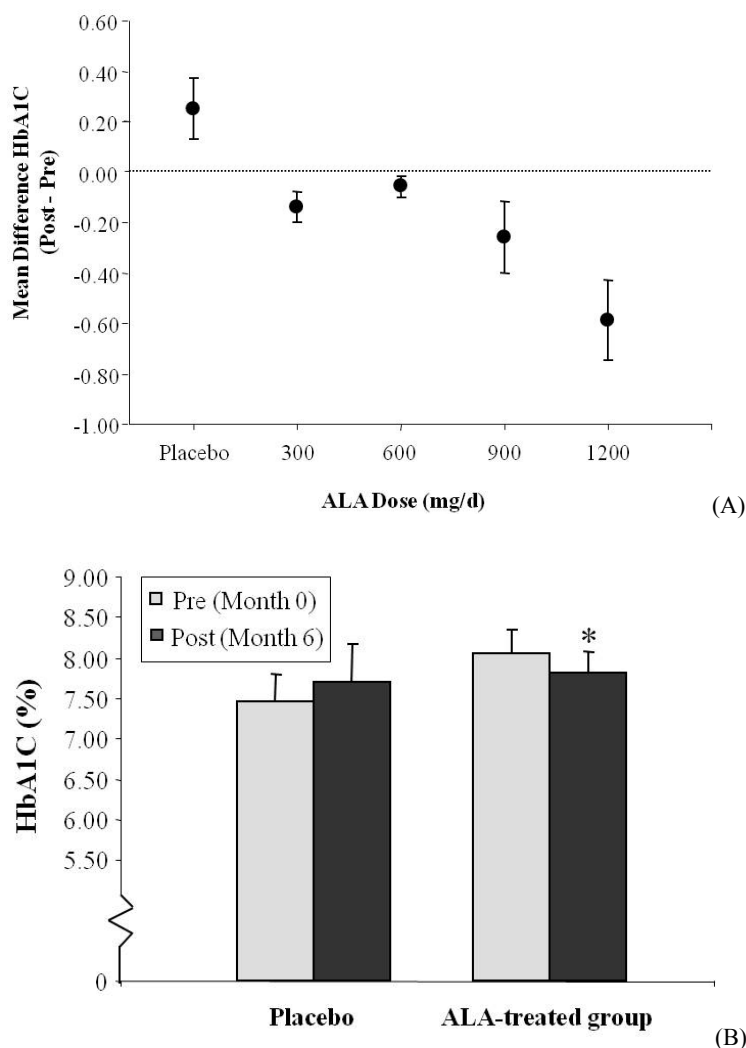 0.60
0.40
0.20
0.00
-0.20
-0.40
-0.60
-0.80
-1.00
Mean Difference HbA1C
(Post - Pre)
Placebo 300 600 900 1200
ALA Dose (mg/d)
(A)
9.00
8.50
8.00
7.50
7.00
6.50
6.00
5.50
0
HbA1C (%)
Pre (Month 0)
Post (Month 6)
*
Placebo ALA-treated group
(B)